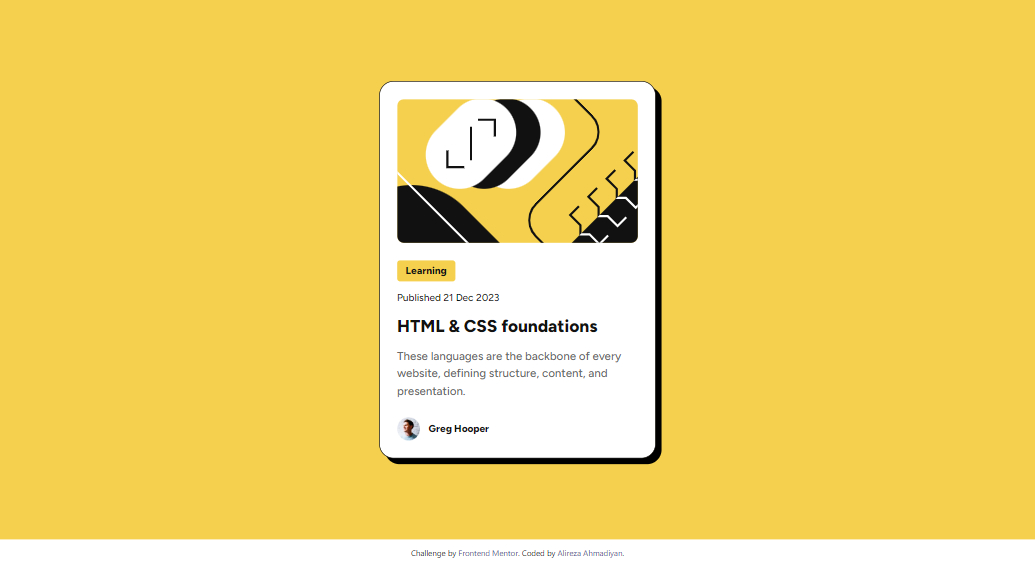 Learning
Published 21 Dec 2023
HTML & CSS foundations
These languages are the backbone of every
website, defining structure, content, and
presentation.
Greg Hooper
Challenge by Frontend Mentor. Coded by Alireza Ahmadiyan.